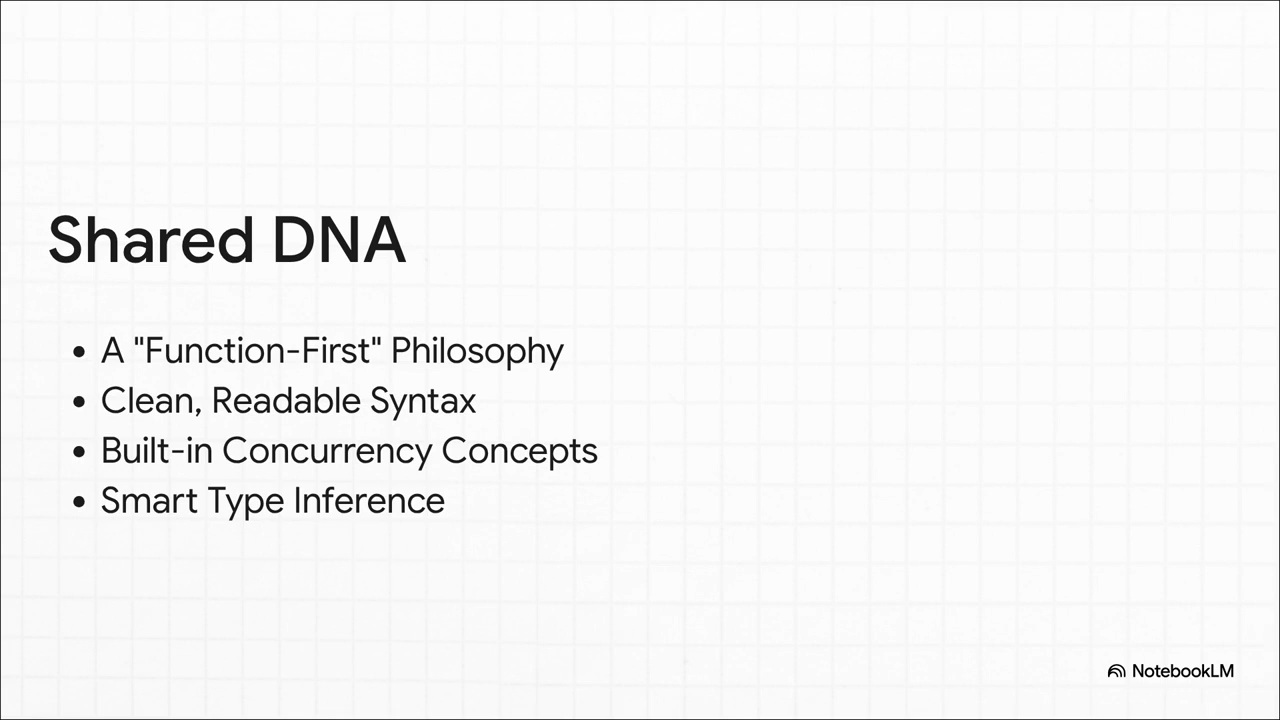 Shared DNA
• A "Function-First" Philosophy
• Clean, Readable Syntax
• Built-in Concurrency Concepts
• Smart Type Inference
NotebookLM